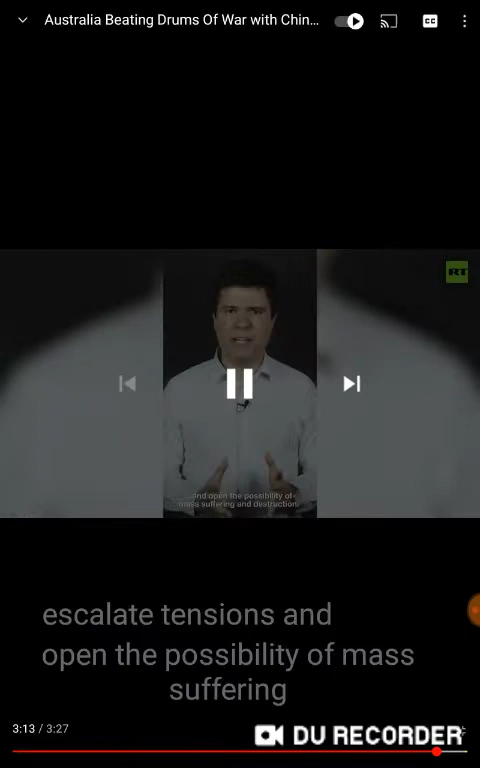 Australia Beating Drums Of War with Chin...
CC
RT
...and open the possibility of
mass suffering and destruction.
escalate tensions and
open the possibility of mass
suffering
3:13 / 3:27
DU RECORDER